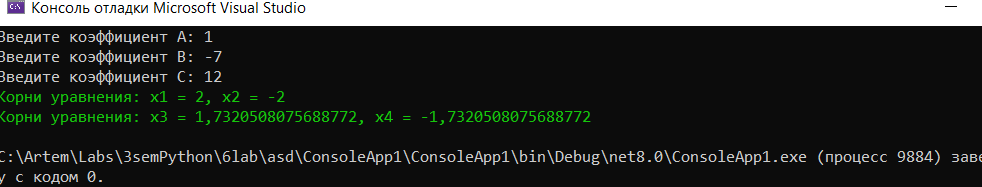 Консоль отладки Microsoft Visual Studio
Введите коэффициент A: 1
Введите коэффициент B: -7
Введите коэффициент C: 12
Корни уравнения: x1 = 2, x2 = -2
Корни уравнения: x3 = 1,7320508075688772, x4 = -1,7320508075688772
C:\Artem\Labs\3semPython\6lab\asd\ConsoleApp1\ConsoleApp1\bin\Debug\net8.0\ConsoleApp1.exe (процесс 9884) заве
у с кодом 0.